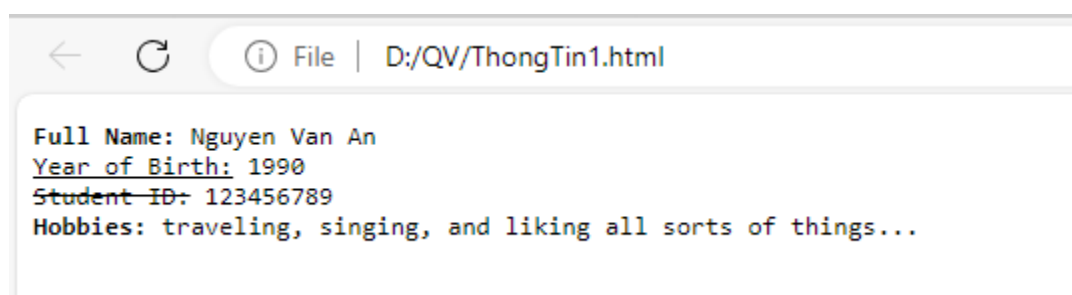 File D:/QV/ThongTin1.html
Full Name: Nguyen Van An
Year of Birth: 1990
Student ID: 123456789
Hobbies: traveling, singing, and liking all sorts of things...